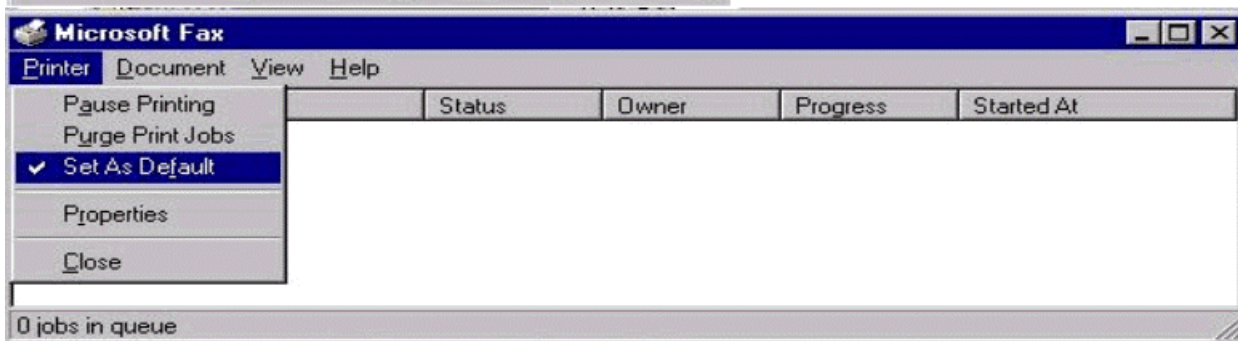 Microsoft Fax
Printer Document View Help
Pause Printing Status Owner Progress Started At
Purge Print Jobs
Set As Default
Properties
Close
0 jobs in queue